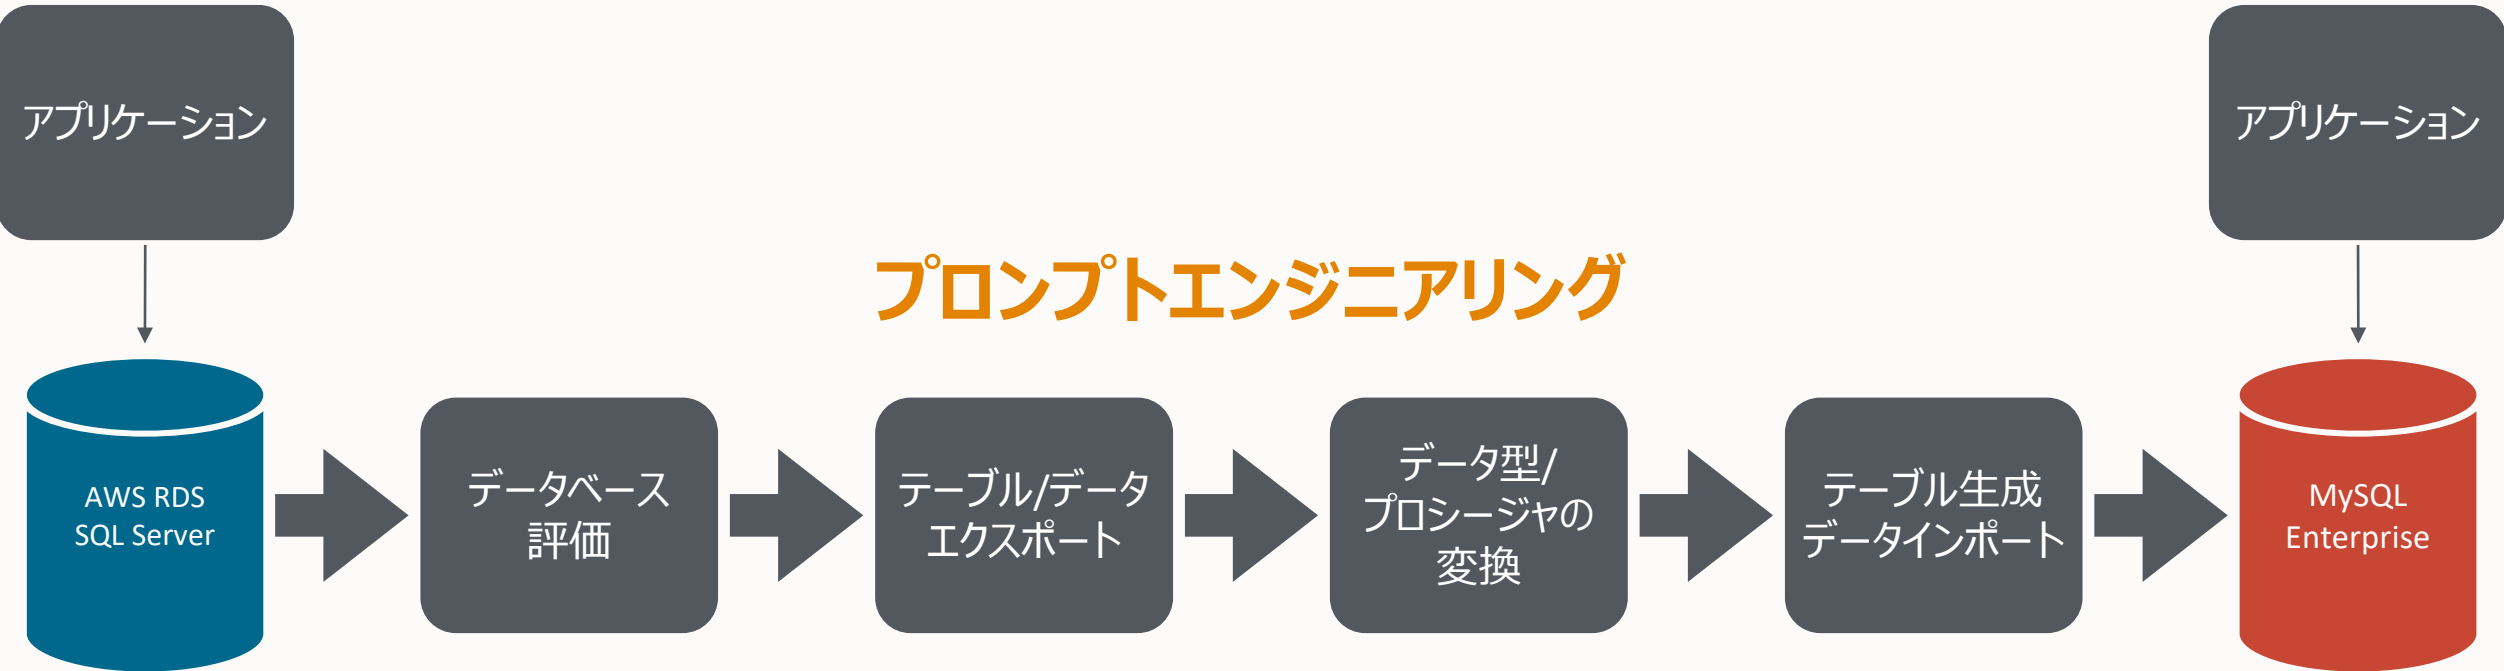 アプリケーション
アプリケーション
プロンプトエンジニアリング
AWS RDS
SQL Server
データベース
評価
テーブル/データ
エクスポート
データ型/
プロシージャの
変換
テーブル生成
データインポート
MySQL
Enterprise